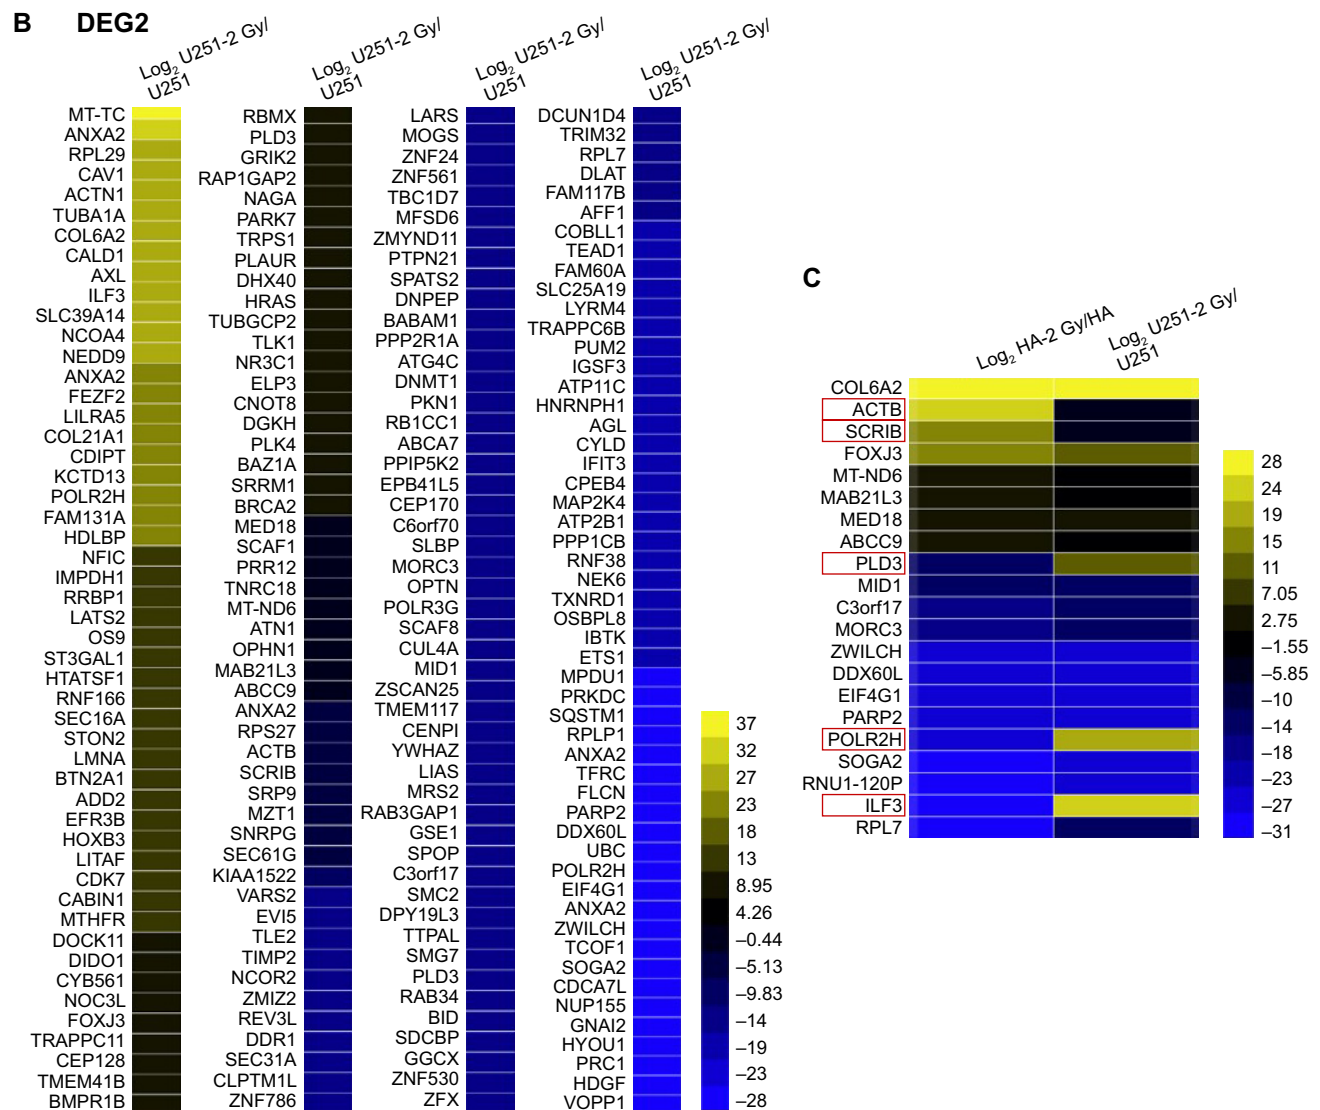 B DEG2
Log₂ U251-2 Gy/
U251
MT-TC
ANXA2
RPL29
CAV1
ACTN1
TUBA1A
COL6A2
CALD1
AXL
ILF3
SLC39A14
NCOA4
NEDD9
ANXA2
FEZF2
LILRA5
COL21A1
CDIPT
KCTD13
POLR2H
FAM131A
HDLBP
NFIC
IMPDH1
RRBP1
LATS2
OS9
ST3GAL1
HTATSF1
RNF166
SEC16A
STON2
LMNA
BTN2A1
ADD2
EFR3B
HOXB3
LITAF
CDK7
CABIN1
MTHFR
DOCK11
DIDO1
CYB561
NOC3L
FOXJ3
TRAPPC11
CEP128
TMEM41B
BMPR1B
Log₂ U251-2 Gy/
U251
RBMX
PLD3
GRIK2
RAP1GAP2
NAGA
PARK7
TRPS1
PLAUR
DHX40
HRAS
TUBGCP2
TLK1
NR3C1
ELP3
CNOT8
DGKH
PLK4
BAZ1A
SRRM1
BRCA2
MED18
SCAF1
PRR12
TNRC18
MT-ND6
ATN1
OPHN1
MAB21L3
ABCC9
ANXA2
RPS27
ACTB
SCRIB
SRP9
MZT1
SNRPG
SEC61G
KIAA1522
VARS2
EVI5
TLE2
TIMP2
NCOR2
ZMIZ2
REV3L
DDR1
SEC31A
CLPTM1L
ZNF786
Log₂ U251-2 Gy/
U251
LARS
MOGS
ZNF24
ZNF561
TBC1D7
MFSD6
ZMYND11
PTPN21
SPATS2
DNPEP
BABAM1
PPP2R1A
ATG4C
DNMT1
PKN1
RB1CC1
ABCA7
PPIP5K2
EPB41L5
CEP170
C6orf70
SLBP
MORC3
OPTN
POLR3G
SCAF8
CUL4A
MID1
ZSCAN25
TMEM117
CENPI
YWHAZ
LIAS
MRS2
RAB3GAP1
GSE1
SPOP
C3orf17
SMC2
DPY19L3
TTPAL
SMG7
PLD3
RAB34
BID
SDCBP
GGCX
ZNF530
ZFX
Log₂ U251-2 Gy/
U251
DCUN1D4
TRIM32
RPL7
DLAT
FAM117B
AFF1
COBLL1
TEAD1
FAM60A
SLC25A19
LYRM4
TRAPPC6B
PUM2
IGSF3
ATP11C
HNRNPH1
AGL
CYLD
IFIT3
CPEB4
MAP2K4
ATP2B1
PPP1CB
RNF38
NEK6
TXNRD1
OSBPL8
IBTK
ETS1
MPDU1
PRKDC
SQSTM1
RPLP1
ANXA2
TFRC
FLCN
PARP2
DDX60L
UBC
POLR2H
EIF4G1
ANXA2
ZWILCH
TCOF1
SOGA2
CDCA7L
NUP155
GNAI2
HYOU1
PRC1
HDGF
VOPP1
37
32
27
23
18
13
8.95
4.26
–0.44
–5.13
–9.83
–14
–19
–23
–28
C
Log₂ HA-2 Gy/HA
Log₂ U251-2 Gy/
U251
COL6A2
ACTB
SCRIB
FOXJ3
MT-ND6
MAB21L3
MED18
ABCC9
PLD3
MID1
C3orf17
MORC3
ZWILCH
DDX60L
EIF4G1
PARP2
POLR2H
SOGA2
RNU1-120P
ILF3
RPL7
28
24
19
15
11
7.05
2.75
–1.55
–5.85
–10
–14
–18
–23
–27
–31